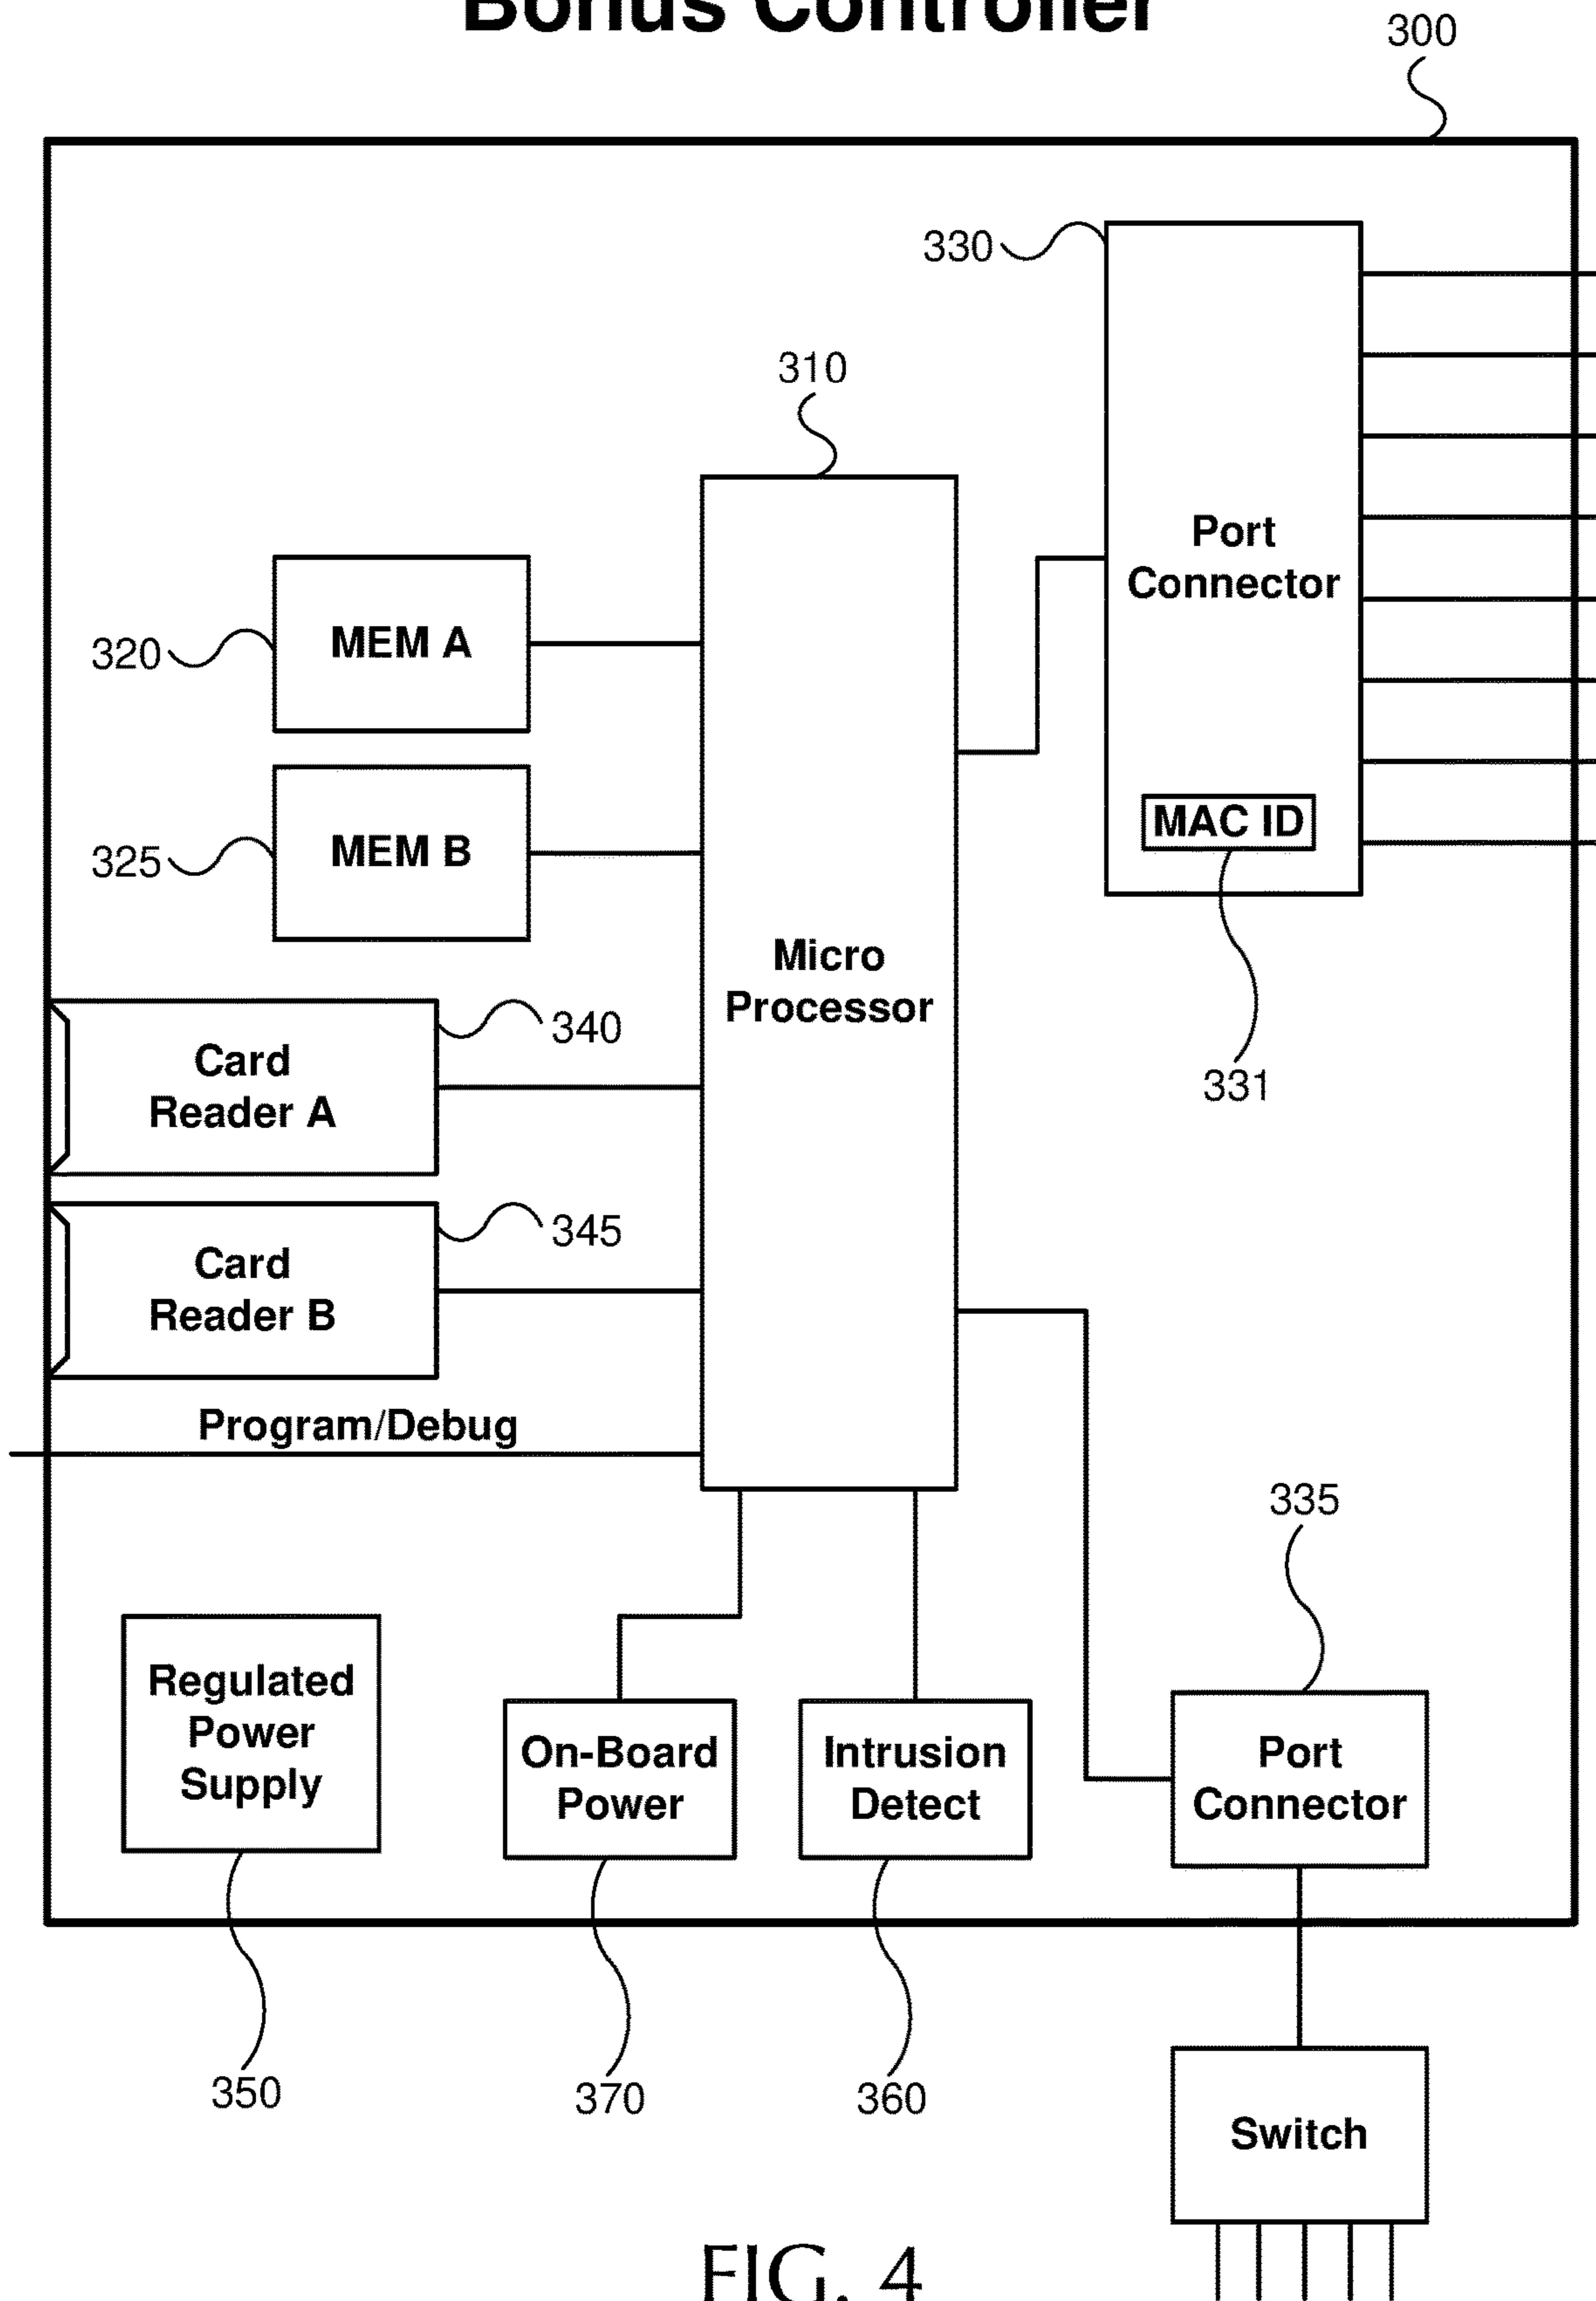 Bonus Controller
300
330
310
Port
Connector
MEM A
320
MAC ID
MEM B
325
Micro
Processor
340
Card
Reader A
331
345
Card
Reader B
Program/Debug
335
Regulated
Power
Supply
On-Board
Power
Intrusion
Detect
Port
Connector
350
370
360
Switch
FIG. 4